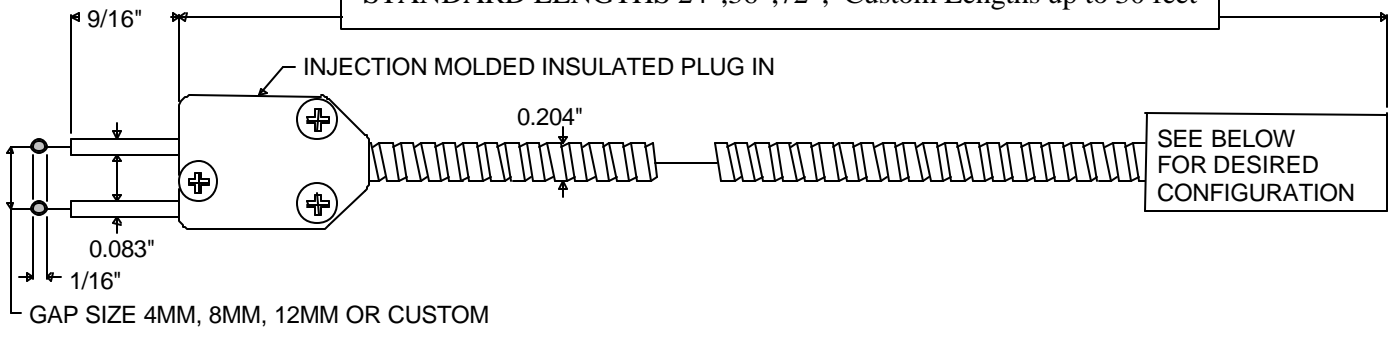 STANDARD LENGTHS 24",36",72", Custom Lengths up to 50 feet
9/16"
INJECTION MOLDED INSULATED PLUG IN
0.204"
SEE BELOW
FOR DESIRED
CONFIGURATION
0.083"
1/16"
GAP SIZE 4MM, 8MM, 12MM OR CUSTOM